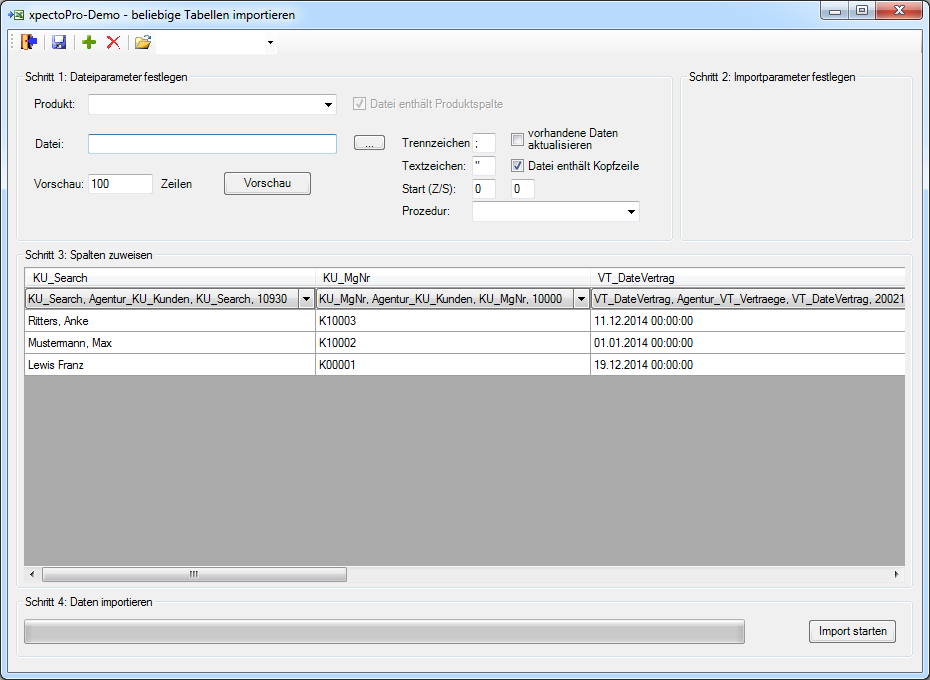 xpectoPro-Demo - beliebige Tabellen importieren
Schritt 1: Dateiparameter festlegen
Schritt 2: Importparameter festlegen
Produkt:
Datei enthält Produktspalte
Datei:
...
Trennzeichen
;
vorhandene Daten
aktualisieren
Textzeichen:
"
Datei enthält Kopfzeile
Vorschau:
100
Zeilen
Vorschau
Start (Z/S):
0
0
Prozedur:
Schritt 3: Spalten zuweisen
KU_Search KU_MgNr VT_DateVertrag
KU_Search, Agentur_KU_Kunden, KU_Search, 10930 KU_MgNr, Agentur_KU_Kunden, KU_MgNr, 10000 VT_DateVertrag, Agentur_VT_Vertraege, VT_DateVertrag, 20021
Ritters, Anke K10003 11.12.2014 00:00:00
Mustermann, Max K10002 01.01.2014 00:00:00
Lewis Franz K00001 19.12.2014 00:00:00
Schritt 4: Daten importieren
Import starten